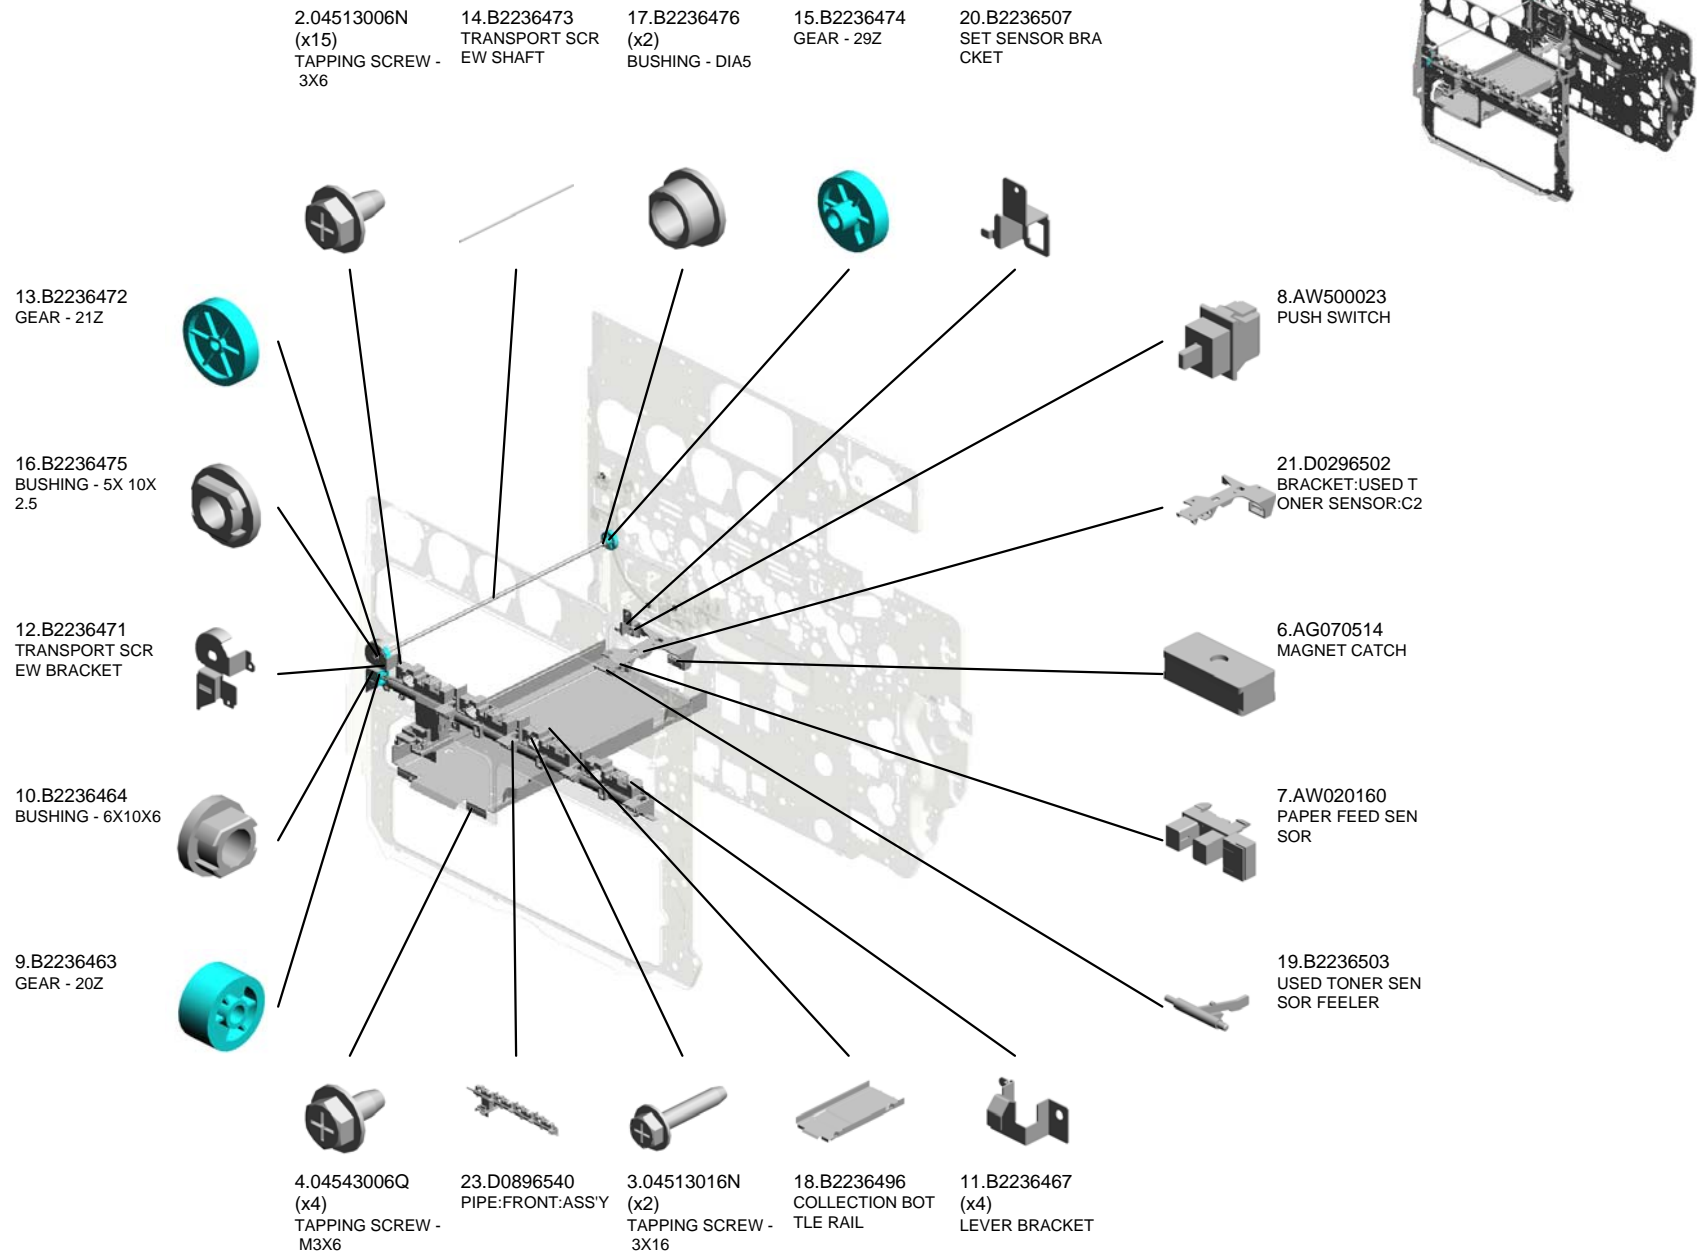 2.04513006N
(x15)
TAPPING SCREW -
3X6
14.B2236473
TRANSPORT SCR
EW SHAFT
17.B2236476
(x2)
BUSHING - DIA5
15.B2236474
GEAR - 29Z
20.B2236507
SET SENSOR BRA
CKET
13.B2236472
GEAR - 21Z
8.AW500023
PUSH SWITCH
16.B2236475
BUSHING - 5X 10X
2.5
21.D0296502
BRACKET:USED T
ONER SENSOR:C2
12.B2236471
TRANSPORT SCR
EW BRACKET
6.AG070514
MAGNET CATCH
10.B2236464
BUSHING - 6X10X6
7.AW020160
PAPER FEED SEN
SOR
9.B2236463
GEAR - 20Z
19.B2236503
USED TONER SEN
SOR FEELER
4.04543006Q
(x4)
TAPPING SCREW -
M3X6
23.D0896540
PIPE:FRONT:ASS'Y
3.04513016N
(x2)
TAPPING SCREW -
3X16
18.B2236496
COLLECTION BOT
TLE RAIL
11.B2236467
(x4)
LEVER BRACKET